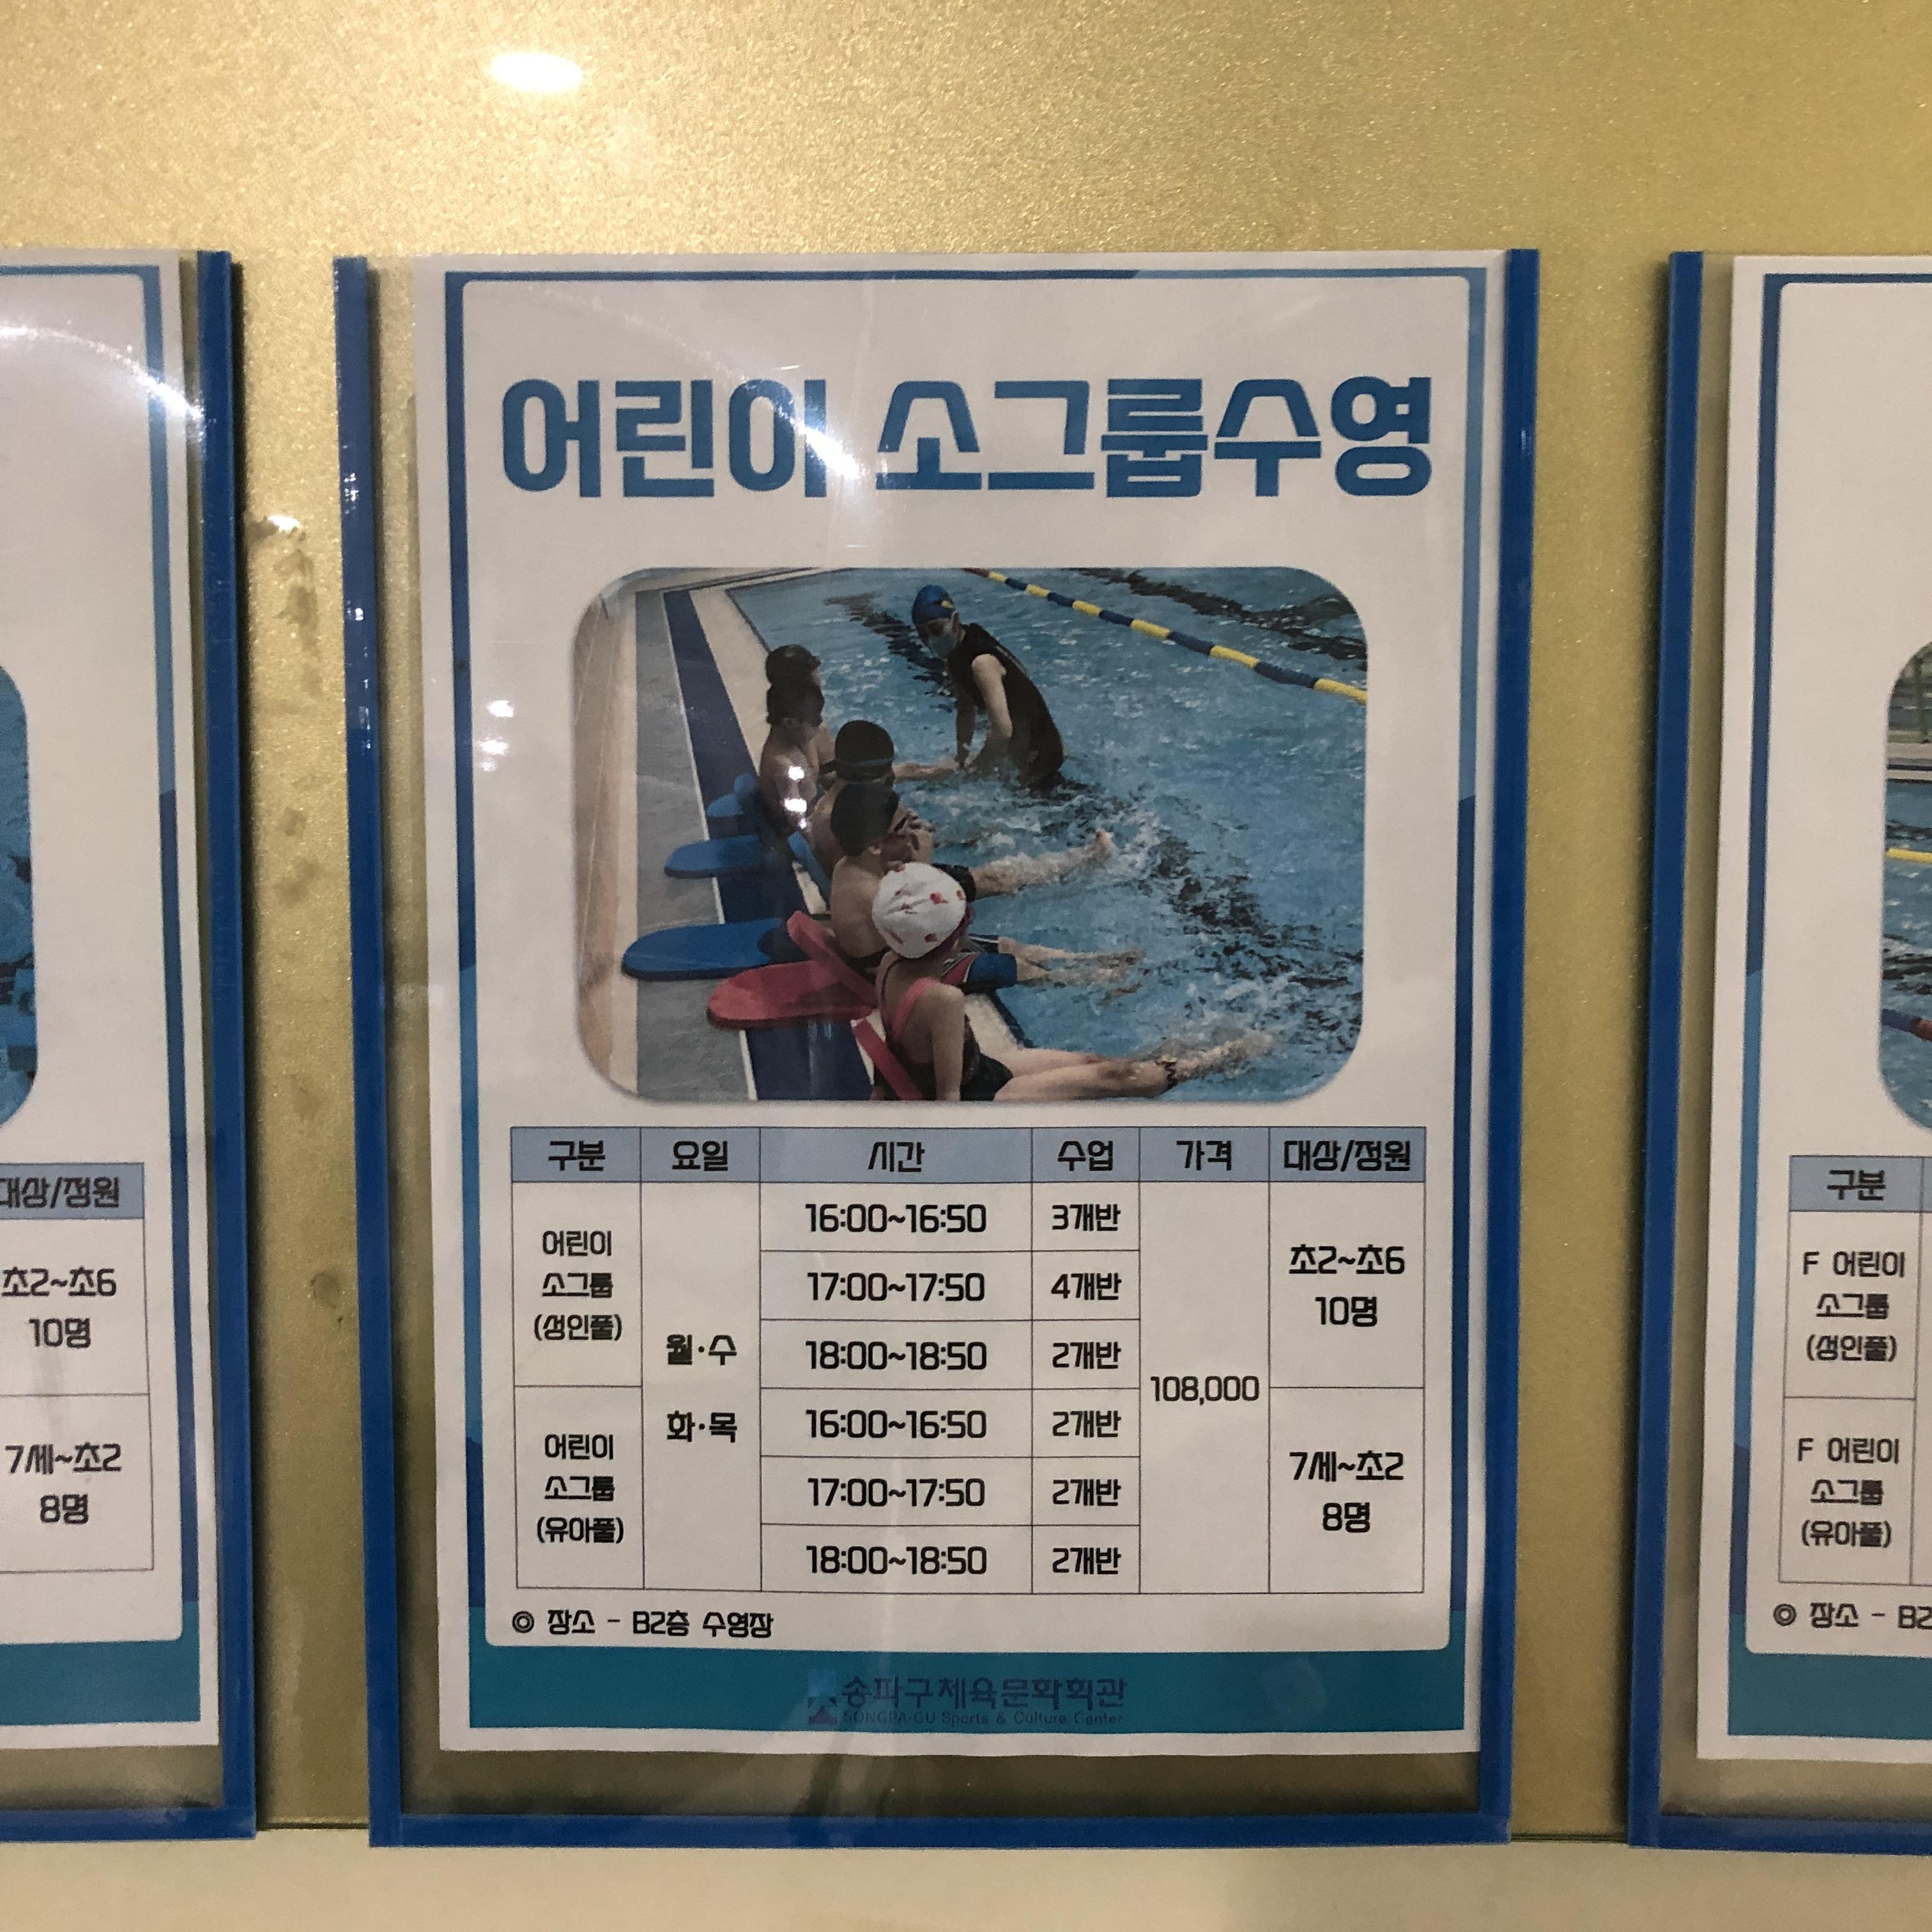 어린이 소그룹수영
구분 요일 시간 수업 가격 대상/정원
어린이
소그룹
(성인풀)
월·수
화·목
16:00~16:50 3개반
17:00~17:50 4개반
18:00~18:50 2개반
108,000
초2~초6
10명
어린이
소그룹
(유아풀)
16:00~16:50 2개반
17:00~17:50 2개반
18:00~18:50 2개반
7세~초2
8명
◎ 장소 - B2층 수영장
송파구체육문화회관
SONGPA-GU Sports & Culture Center
대상/정원
초2~초6
10명
7세~초2
8명
구분
F 어린이
소그룹
(성인풀)
F 어린이
소그룹
(유아풀)
◎ 장소 - B2